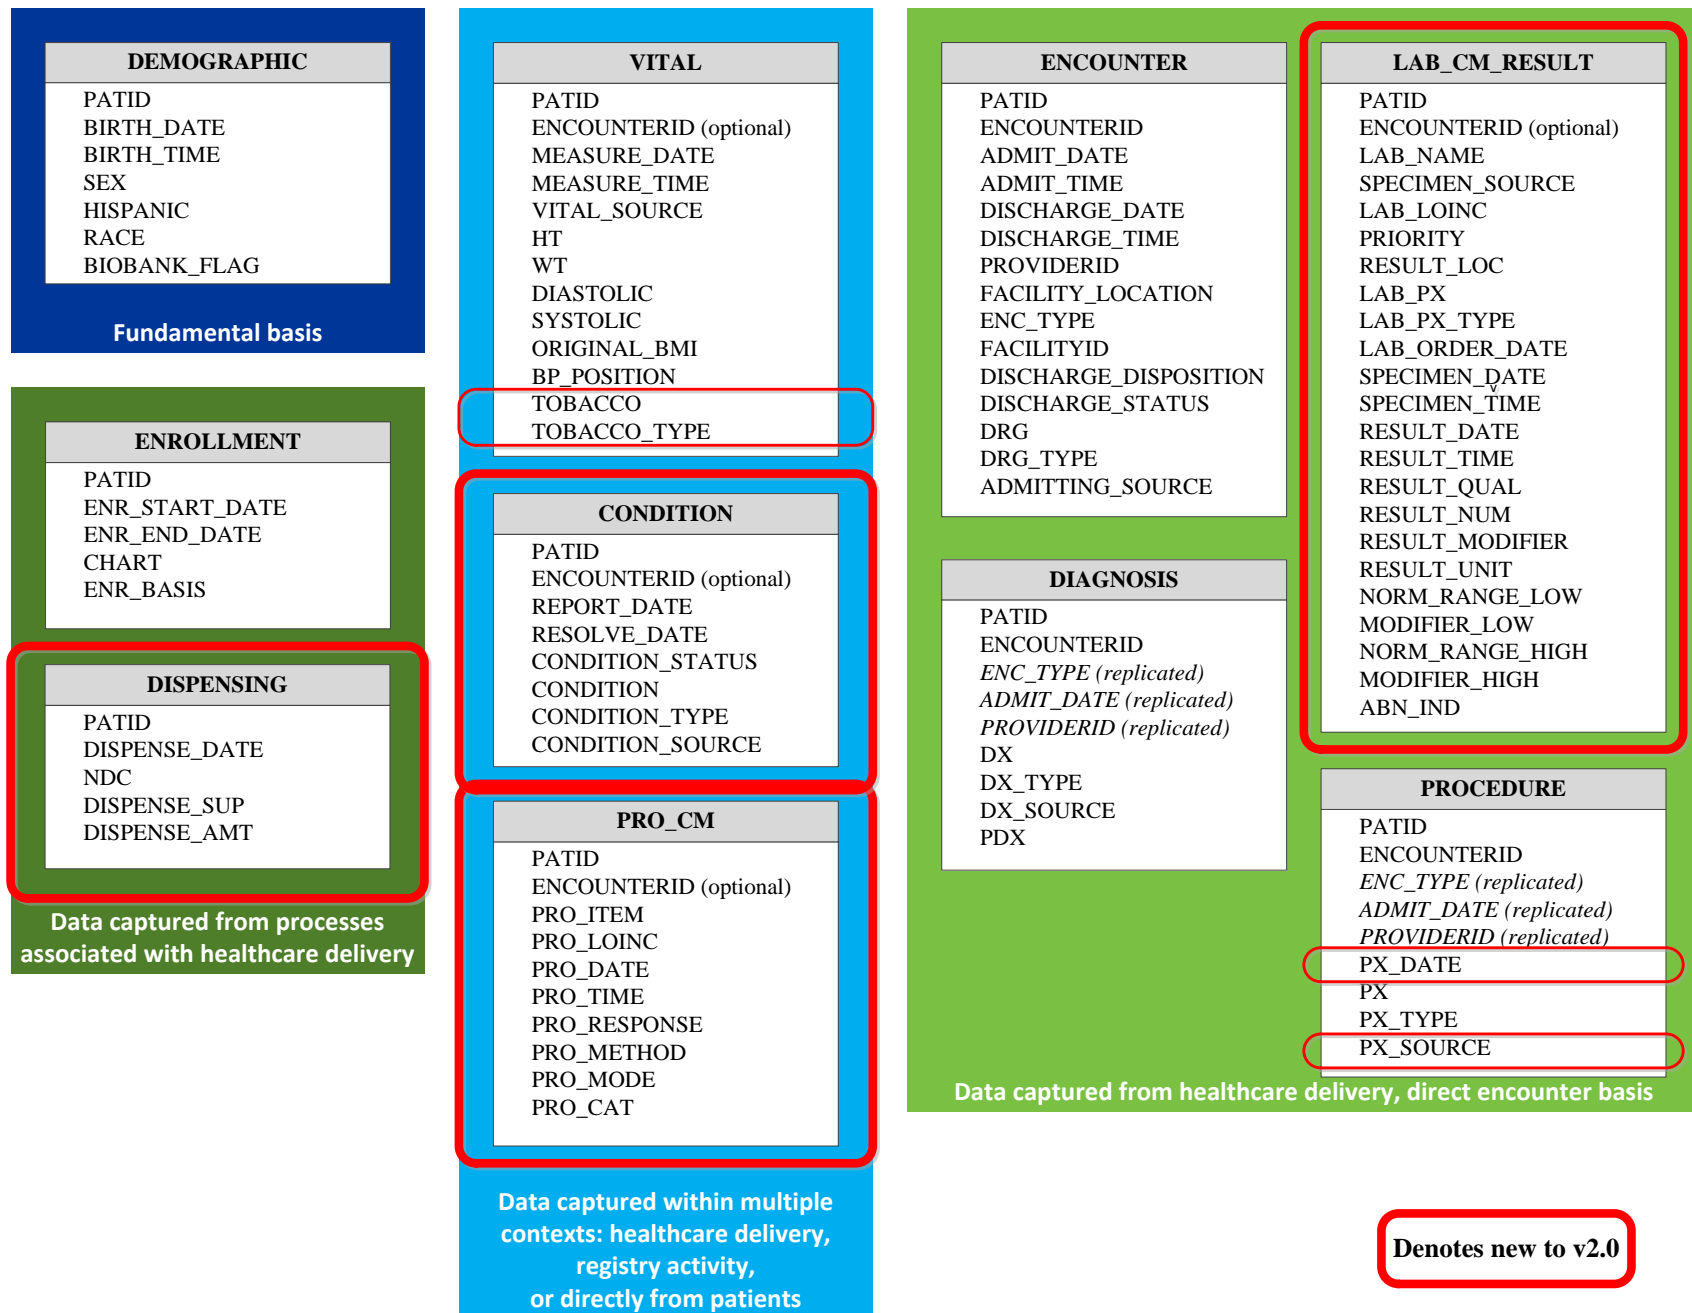 DEMOGRAPHIC
PATID
BIRTH_DATE
BIRTH_TIME
SEX
HISPANIC
RACE
BIOBANK_FLAG
Fundamental basis
ENROLLMENT
PATID
ENR_START_DATE
ENR_END_DATE
CHART
ENR_BASIS
DISPENSING
PATID
DISPENSE_DATE
NDC
DISPENSE_SUP
DISPENSE_AMT
Data captured from processes
associated with healthcare delivery
VITAL
PATID
ENCOUNTERID (optional)
MEASURE_DATE
MEASURE_TIME
VITAL_SOURCE
HT
WT
DIASTOLIC
SYSTOLIC
ORIGINAL_BMI
BP_POSITION
TOBACCO
TOBACCO_TYPE
CONDITION
PATID
ENCOUNTERID (optional)
REPORT_DATE
RESOLVE_DATE
CONDITION_STATUS
CONDITION
CONDITION_TYPE
CONDITION_SOURCE
PRO_CM
PATID
ENCOUNTERID (optional)
PRO_ITEM
PRO_LOINC
PRO_DATE
PRO_TIME
PRO_RESPONSE
PRO_METHOD
PRO_MODE
PRO_CAT
Data captured within multiple
contexts: healthcare delivery,
registry activity,
or directly from patients
ENCOUNTER
PATID
ENCOUNTERID
ADMIT_DATE
ADMIT_TIME
DISCHARGE_DATE
DISCHARGE_TIME
PROVIDERID
FACILITY_LOCATION
ENC_TYPE
FACILITYID
DISCHARGE_DISPOSITION
DISCHARGE_STATUS
DRG
DRG_TYPE
ADMITTING_SOURCE
DIAGNOSIS
PATID
ENCOUNTERID
ENC_TYPE (replicated)
ADMIT_DATE (replicated)
PROVIDERID (replicated)
DX
DX_TYPE
DX_SOURCE
PDX
LAB_CM_RESULT
PATID
ENCOUNTERID (optional)
LAB_NAME
SPECIMEN_SOURCE
LAB_LOINC
PRIORITY
RESULT_LOC
LAB_PX
LAB_PX_TYPE
LAB_ORDER_DATE
SPECIMEN_DATE
v
SPECIMEN_TIME
RESULT_DATE
RESULT_TIME
RESULT_QUAL
RESULT_NUM
RESULT_MODIFIER
RESULT_UNIT
NORM_RANGE_LOW
MODIFIER_LOW
NORM_RANGE_HIGH
MODIFIER_HIGH
ABN_IND
PROCEDURE
PATID
ENCOUNTERID
ENC_TYPE (replicated)
ADMIT_DATE (replicated)
PROVIDERID (replicated)
PX_DATE
PX
PX_TYPE
PX_SOURCE
Data captured from healthcare delivery, direct encounter basis
Denotes new to v2.0